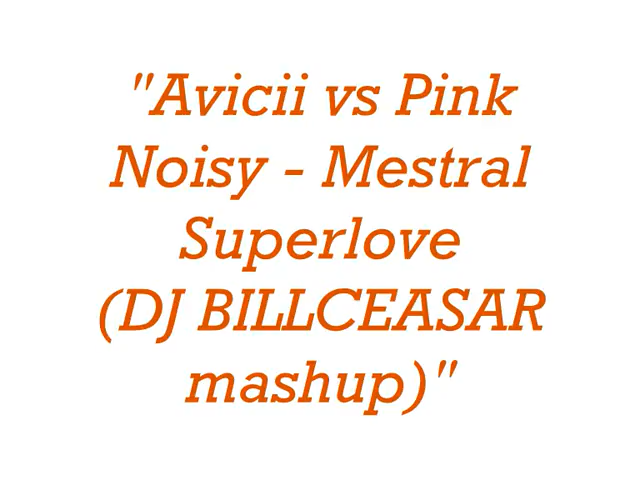 "Avicii vs Pink
Noisy - Mestral
Superlove
(DJ BILLCEASAR
mashup)"